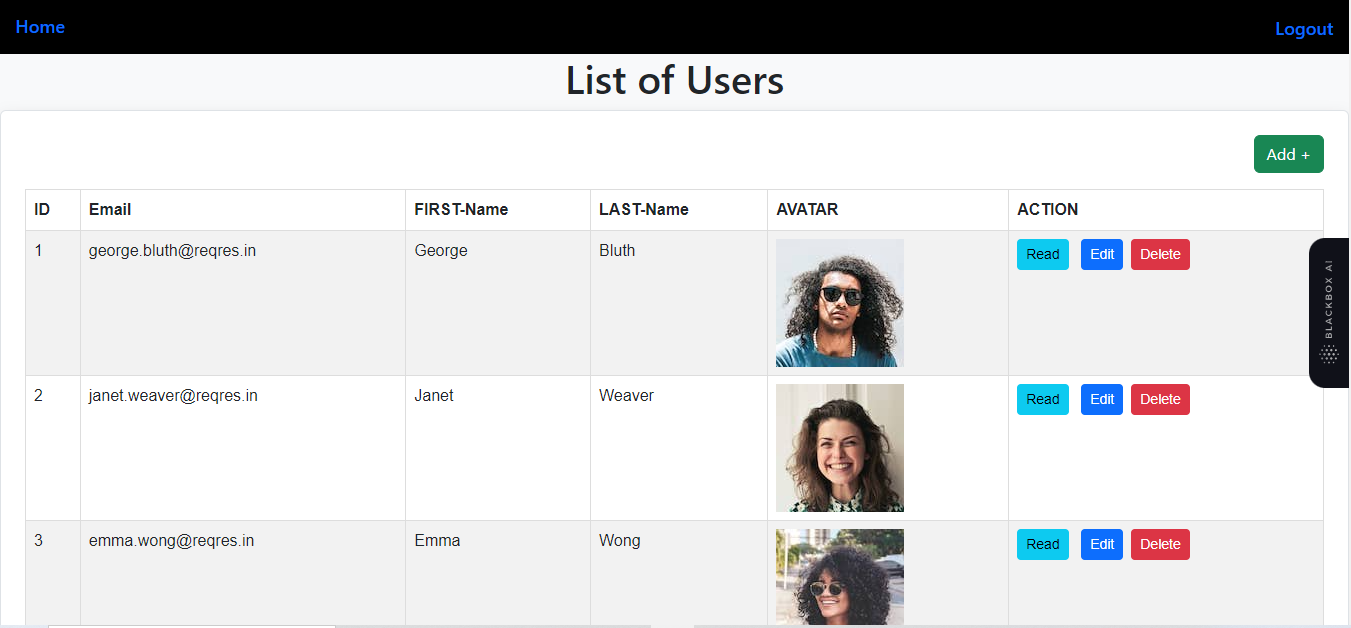 Home Logout
List of Users
Add +
ID Email FIRST-Name LAST-Name AVATAR ACTION
1 george.bluth@reqres.in George Bluth Read Edit Delete
BLACKBOX AI
2 janet.weaver@reqres.in Janet Weaver Read Edit Delete
3 emma.wong@reqres.in Emma Wong Read Edit Delete